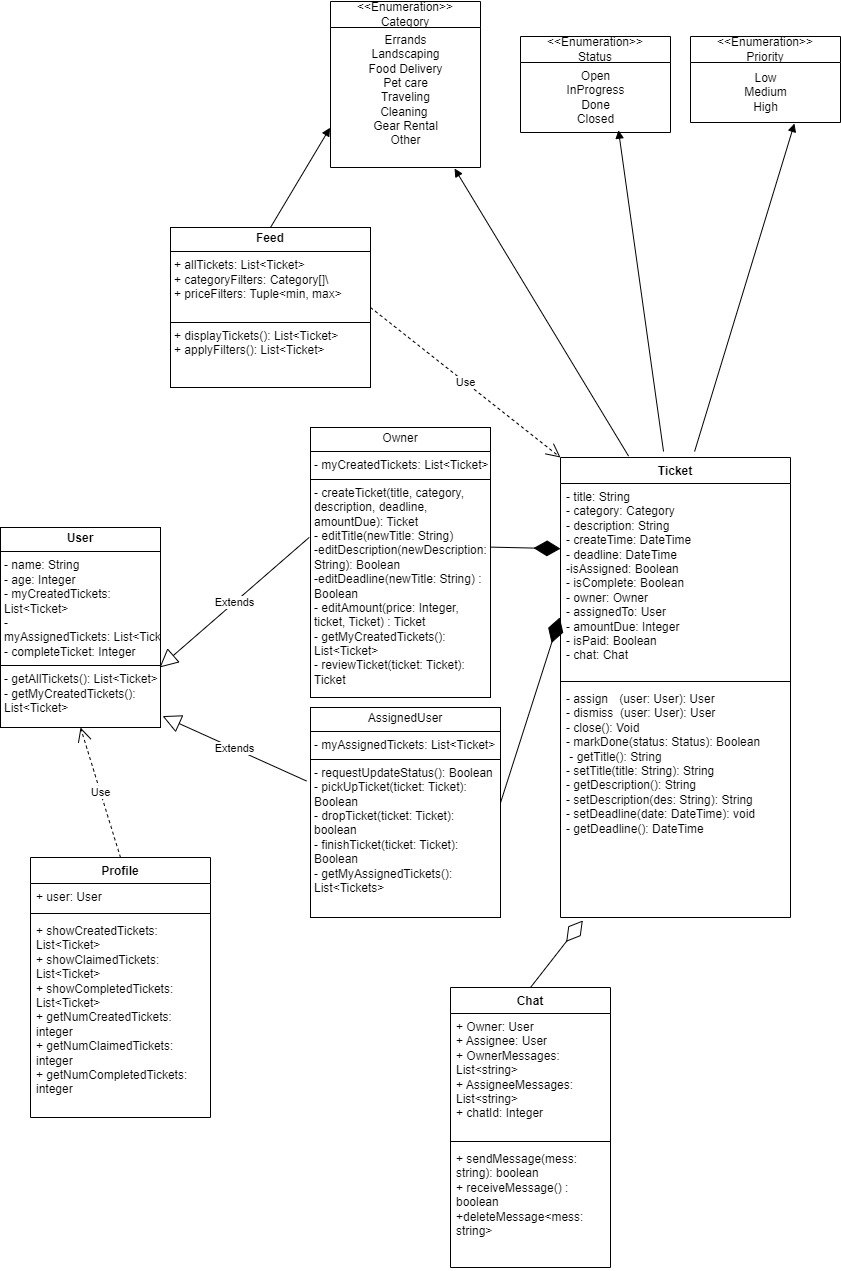 <<Enumeration>>
Category
Errands
Landscaping
Food Delivery
Pet care
Traveling
Cleaning
Gear Rental
Other
<<Enumeration>>
Status
Open
InProgress
Done
Closed
<<Enumeration>>
Priority
Low
Medium
High
Feed
+ allTickets: List<Ticket>
+ categoryFilters: Category[]\
+ priceFilters: Tuple<min, max>
+ displayTickets(): List<Ticket>
+ applyFilters(): List<Ticket>
Use
Owner
- myCreatedTickets: List<Ticket>
- createTicket(title, category,
description, deadline,
amountDue): Ticket
- editTitle(newTitle: String)
-editDescription(newDescription:
String): Boolean
-editDeadline(newTitle: String) :
Boolean
- editAmount(price: Integer,
ticket, Ticket) : Ticket
- getMyCreatedTickets():
List<Ticket>
- reviewTicket(ticket: Ticket):
Ticket
Ticket
- title: String
- category: Category
- description: String
- createTime: DateTime
- deadline: DateTime
-isAssigned: Boolean
- isComplete: Boolean
- owner: Owner
- assignedTo: User
- amountDue: Integer
- isPaid: Boolean
- chat: Chat
- assign (user: User): User
- dismiss (user: User): User
- close(): Void
- markDone(status: Status): Boolean
- getTitle(): String
- setTitle(title: String): String
- getDescription(): String
- setDescription(des: String): String
- setDeadline(date: DateTime): void
- getDeadline(): DateTime
User
- name: String
- age: Integer
- myCreatedTickets:
List<Ticket>
-
myAssignedTickets: List<Tick
- completeTicket: Integer
- getAllTickets(): List<Ticket>
- getMyCreatedTickets():
List<Ticket>
Extends
Extends
Use
AssignedUser
- myAssignedTickets: List<Ticket>
- requestUpdateStatus(): Boolean
- pickUpTicket(ticket: Ticket):
Boolean
- dropTicket(ticket: Ticket):
boolean
- finishTicket(ticket: Ticket):
Boolean
- getMyAssignedTickets():
List<Tickets>
Profile
+ user: User
+ showCreatedTickets:
List<Ticket>
+ showClaimedTickets:
List<Ticket>
+ showCompletedTickets:
List<Ticket>
+ getNumCreatedTickets:
integer
+ getNumClaimedTickets:
integer
+ getNumCompletedTickets:
integer
Chat
+ Owner: User
+ Assignee: User
+ OwnerMessages:
List<string>
+ AssigneeMessages:
List<string>
+ chatId: Integer
+ sendMessage(mess:
string): boolean
+ receiveMessage() :
boolean
+deleteMessage<mess:
string>